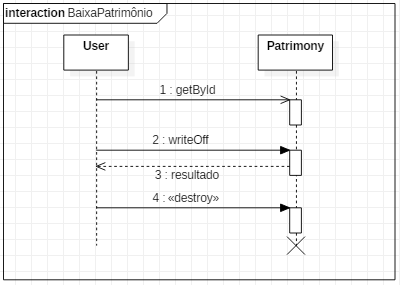 interaction BaixaPatrimônio
User
Patrimony
1 : getById
2 : writeOff
3 : resultado
4 : «destroy»